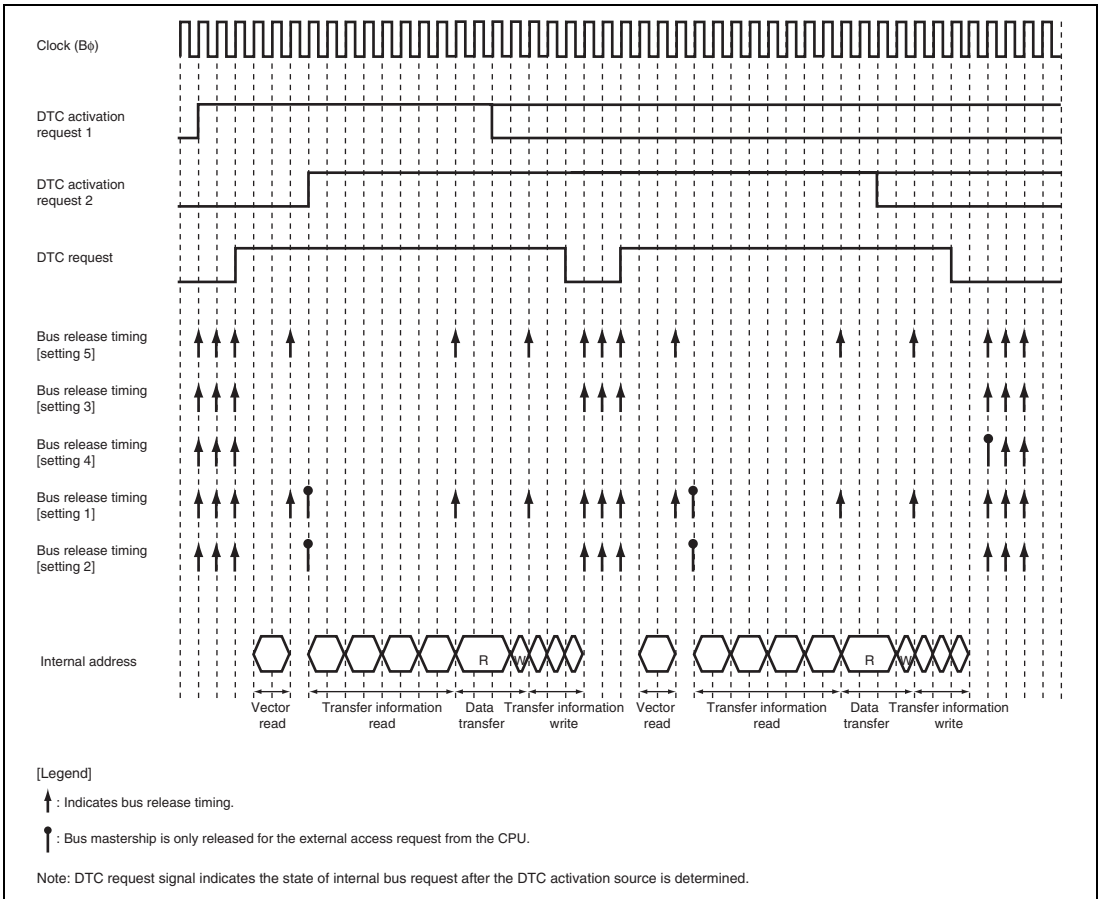 Clock (Bϕ)
DTC activation
request 1
DTC activation
request 2
DTC request
Bus release timing
[setting 5]
Bus release timing
[setting 3]
Bus release timing
[setting 4]
Bus release timing
[setting 1]
Bus release timing
[setting 2]
Internal address
R
W
R
W
Vector
read
Transfer information
read
Data
transfer
Transfer information
write
Vector
read
Transfer information
read
Data
transfer
Transfer information
write
[Legend]
: Indicates bus release timing.
: Bus mastership is only released for the external access request from the CPU.
Note: DTC request signal indicates the state of internal bus request after the DTC activation source is determined.